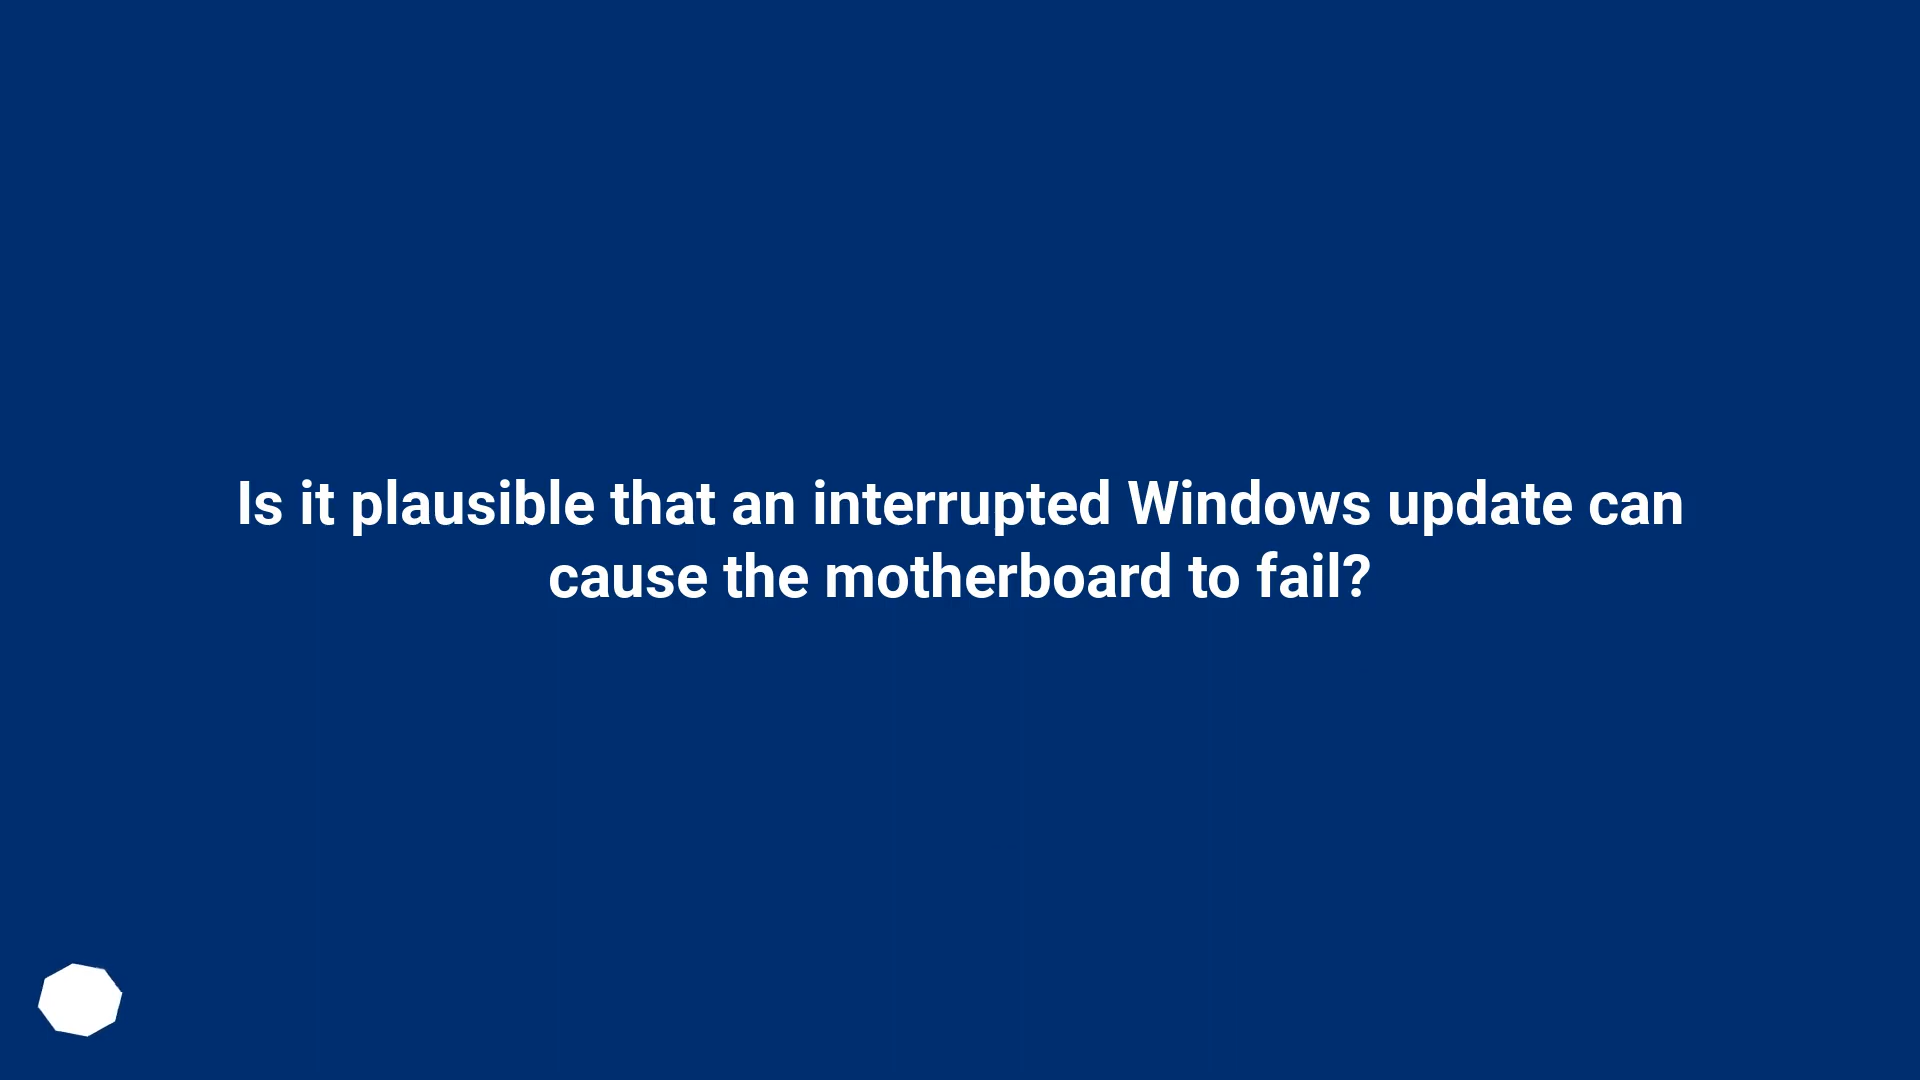 Is it plausible that an interrupted Windows update can
cause the motherboard to fail?